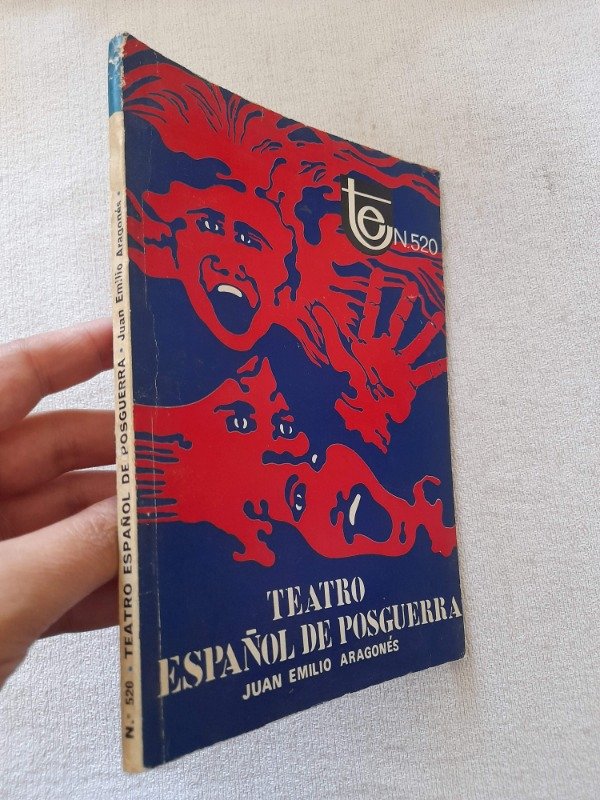 te
N.520
TEATRO
ESPAÑOL DE POSGUERRA
JUAN EMILIO ARAGONÉS
N.º 520 • TEATRO ESPAÑOL DE POSGUERRA • Juan Emilio Aragonés •